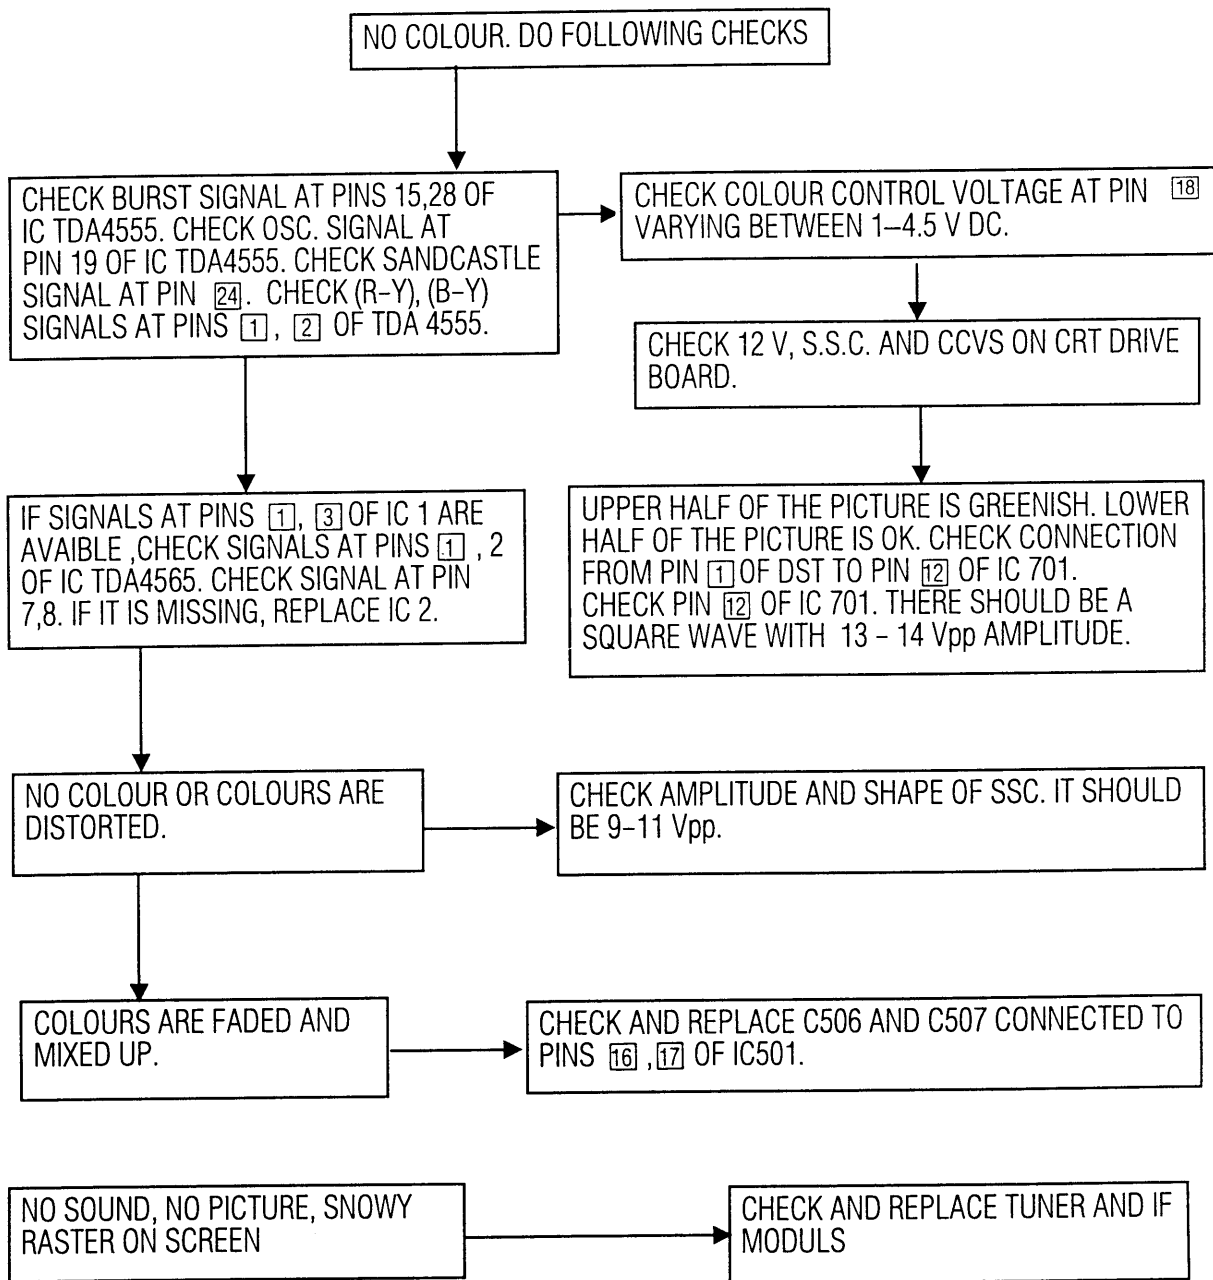 NO COLOUR. DO FOLLOWING CHECKS
CHECK BURST SIGNAL AT PINS 15,28 OF
IC TDA4555. CHECK OSC. SIGNAL AT
PIN 19 OF IC TDA4555. CHECK SANDCASTLE
SIGNAL AT PIN 24. CHECK (R-Y), (B-Y)
SIGNALS AT PINS 1, 2 OF TDA 4555.
CHECK COLOUR CONTROL VOLTAGE AT PIN 18
VARYING BETWEEN 1-4.5 V DC.
CHECK 12 V, S.S.C. AND CCVS ON CRT DRIVE
BOARD.
IF SIGNALS AT PINS 1, 3 OF IC 1 ARE
AVAIBLE ,CHECK SIGNALS AT PINS 1 , 2
OF IC TDA4565. CHECK SIGNAL AT PIN
7,8. IF IT IS MISSING, REPLACE IC 2.
UPPER HALF OF THE PICTURE IS GREENISH. LOWER
HALF OF THE PICTURE IS OK. CHECK CONNECTION
FROM PIN 1 OF DST TO PIN 12 OF IC 701.
CHECK PIN 12 OF IC 701. THERE SHOULD BE A
SQUARE WAVE WITH 13 - 14 Vpp AMPLITUDE.
NO COLOUR OR COLOURS ARE
DISTORTED.
CHECK AMPLITUDE AND SHAPE OF SSC. IT SHOULD
BE 9-11 Vpp.
COLOURS ARE FADED AND
MIXED UP.
CHECK AND REPLACE C506 AND C507 CONNECTED TO
PINS 16 ,17 OF IC501.
NO SOUND, NO PICTURE, SNOWY
RASTER ON SCREEN
CHECK AND REPLACE TUNER AND IF
MODULS